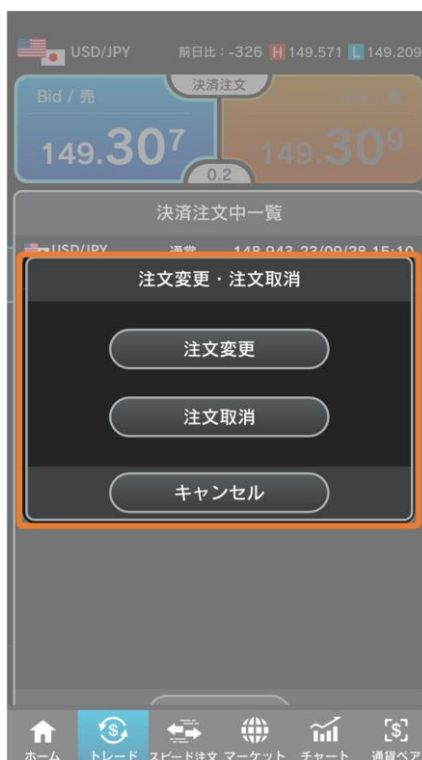 USD/JPY 前日比：-326 H 149.571 L 149.209
決済注文
Bid / 売
149.307 149.309
0.2
決済注文中一覧
USD/JPY 通常 148.943 23/09/28 15:10
注文変更・注文取消
注文変更
注文取消
キャンセル
ホーム トレード スピード注文 マーケット チャート 通貨ペア